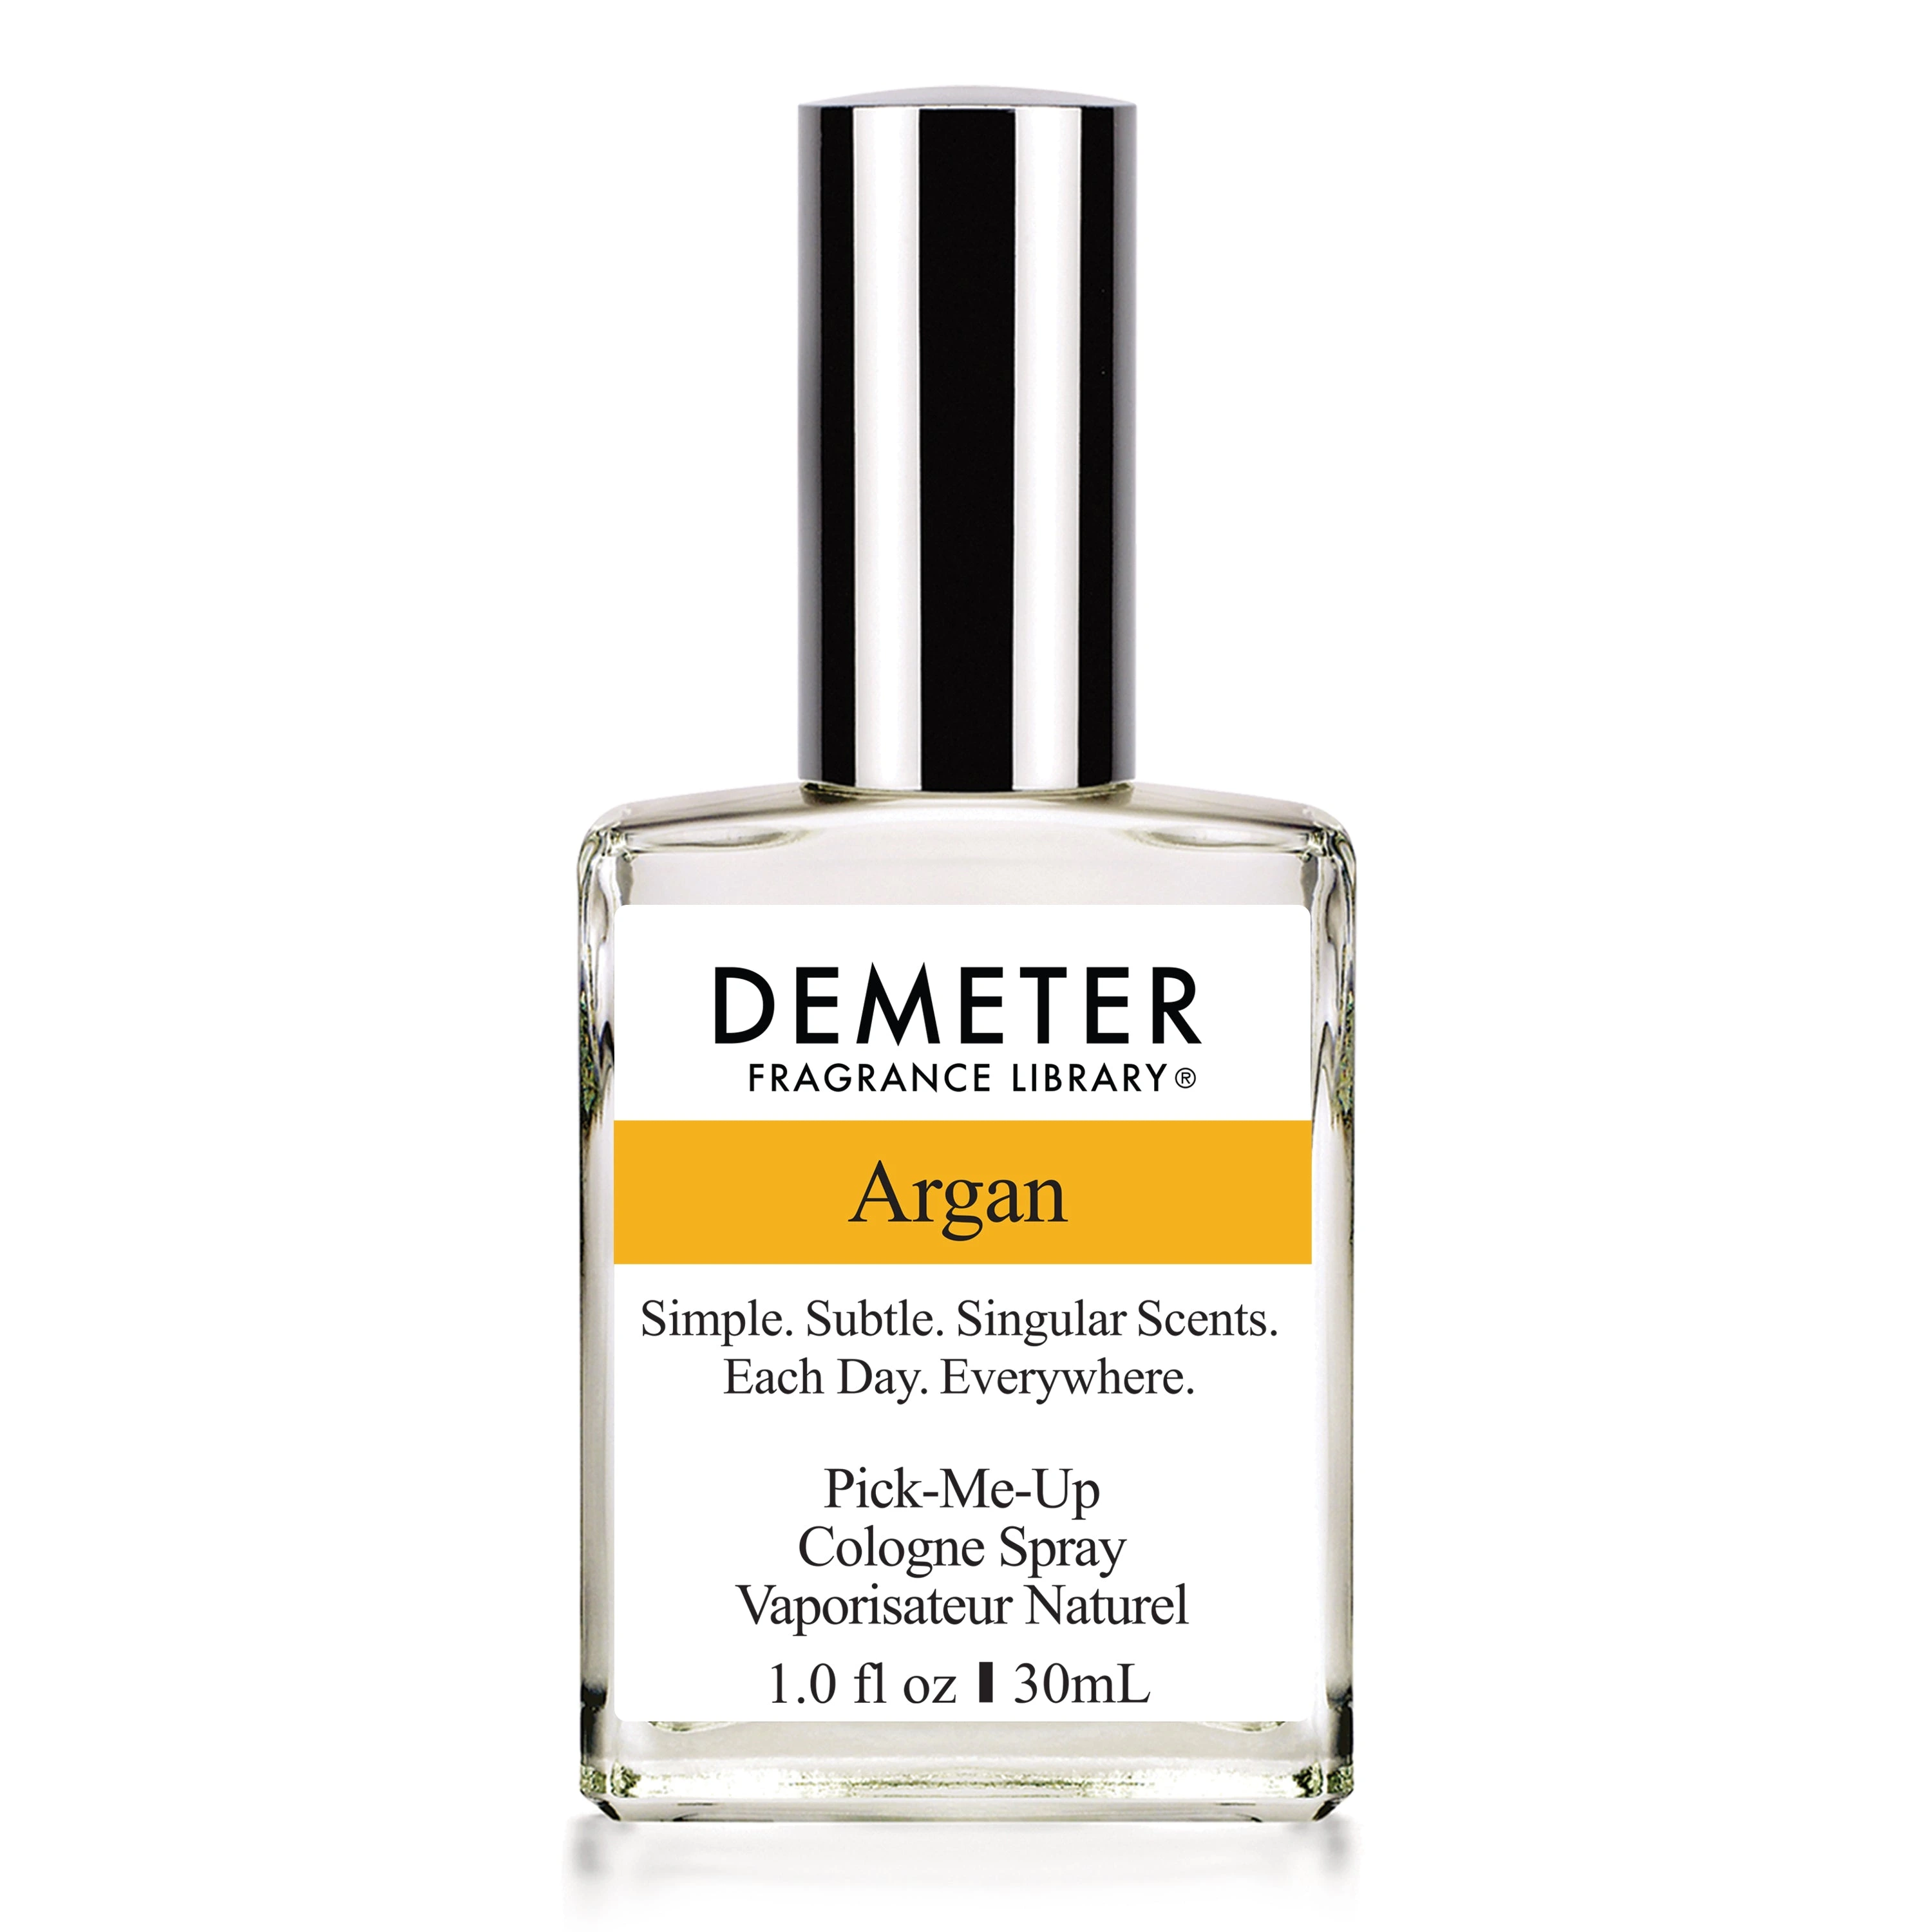 DEMETER
FRAGRANCE LIBRARY®
Argan
Simple. Subtle. Singular Scents.
Each Day. Everywhere.
Pick-Me-Up
Cologne Spray
Vaporisateur Naturel
1.0 fl oz ▌30mL